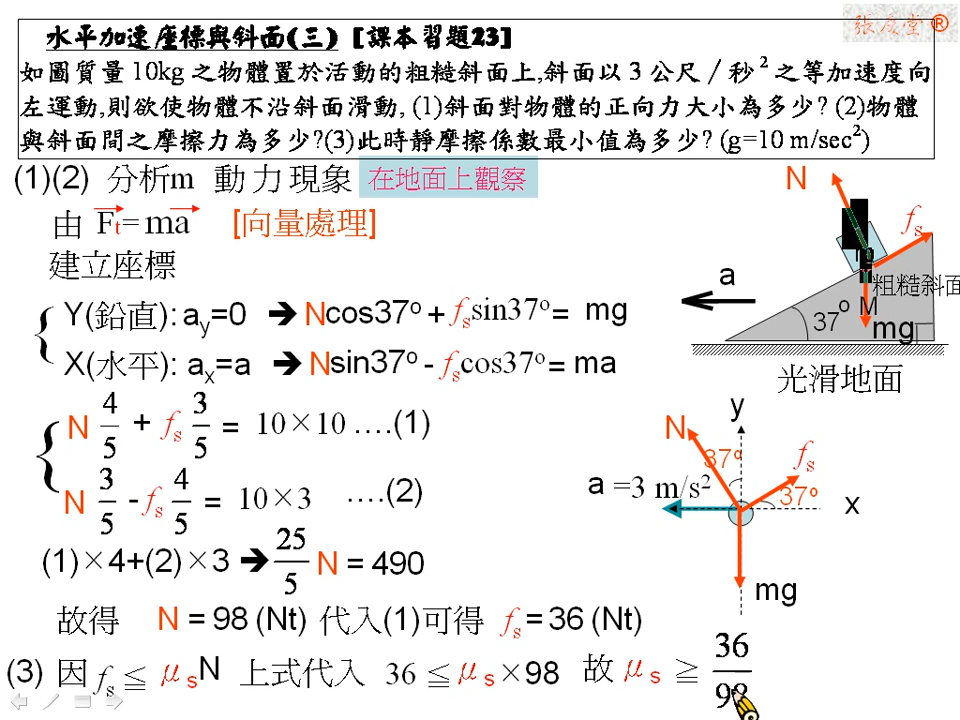 張度堂®
水平加速座標與斜面(三) [課本習題23]
如圖質量10kg之物體置於活動的粗糙斜面上,斜面以3公尺／秒²之等加速度向
左運動,則欲使物體不沿斜面滑動, (1)斜面對物體的正向力大小為多少? (2)物體
與斜面間之摩擦力為多少?(3)此時靜摩擦係數最小值為多少? (g=10 m/sec²)
(1)(2) 分析m 動力現象 在地面上觀察
由 Ft=ma [向量處理]
建立座標
Y(鉛直): ay=0 ➔ Ncos37º + fssin37º= mg
X(水平): ax=a ➔ Nsin37º - fscos37º= ma
N 4/5 + fs 3/5 = 10×10 ….(1)
N 3/5 - fs 4/5 = 10×3 ….(2)
(1)×4+(2)×3 ➔ 25/5 N = 490
故得 N = 98 (Nt) 代入(1)可得 fs = 36 (Nt)
(3) 因 fs ≦ μsN 上式代入 36 ≦ μs×98 故 μs ≧ 36/98
N
fs
a
粗糙斜面
37º
M
mg
光滑地面
y
N
37º
fs
a =3 m/s²
37º
x
mg